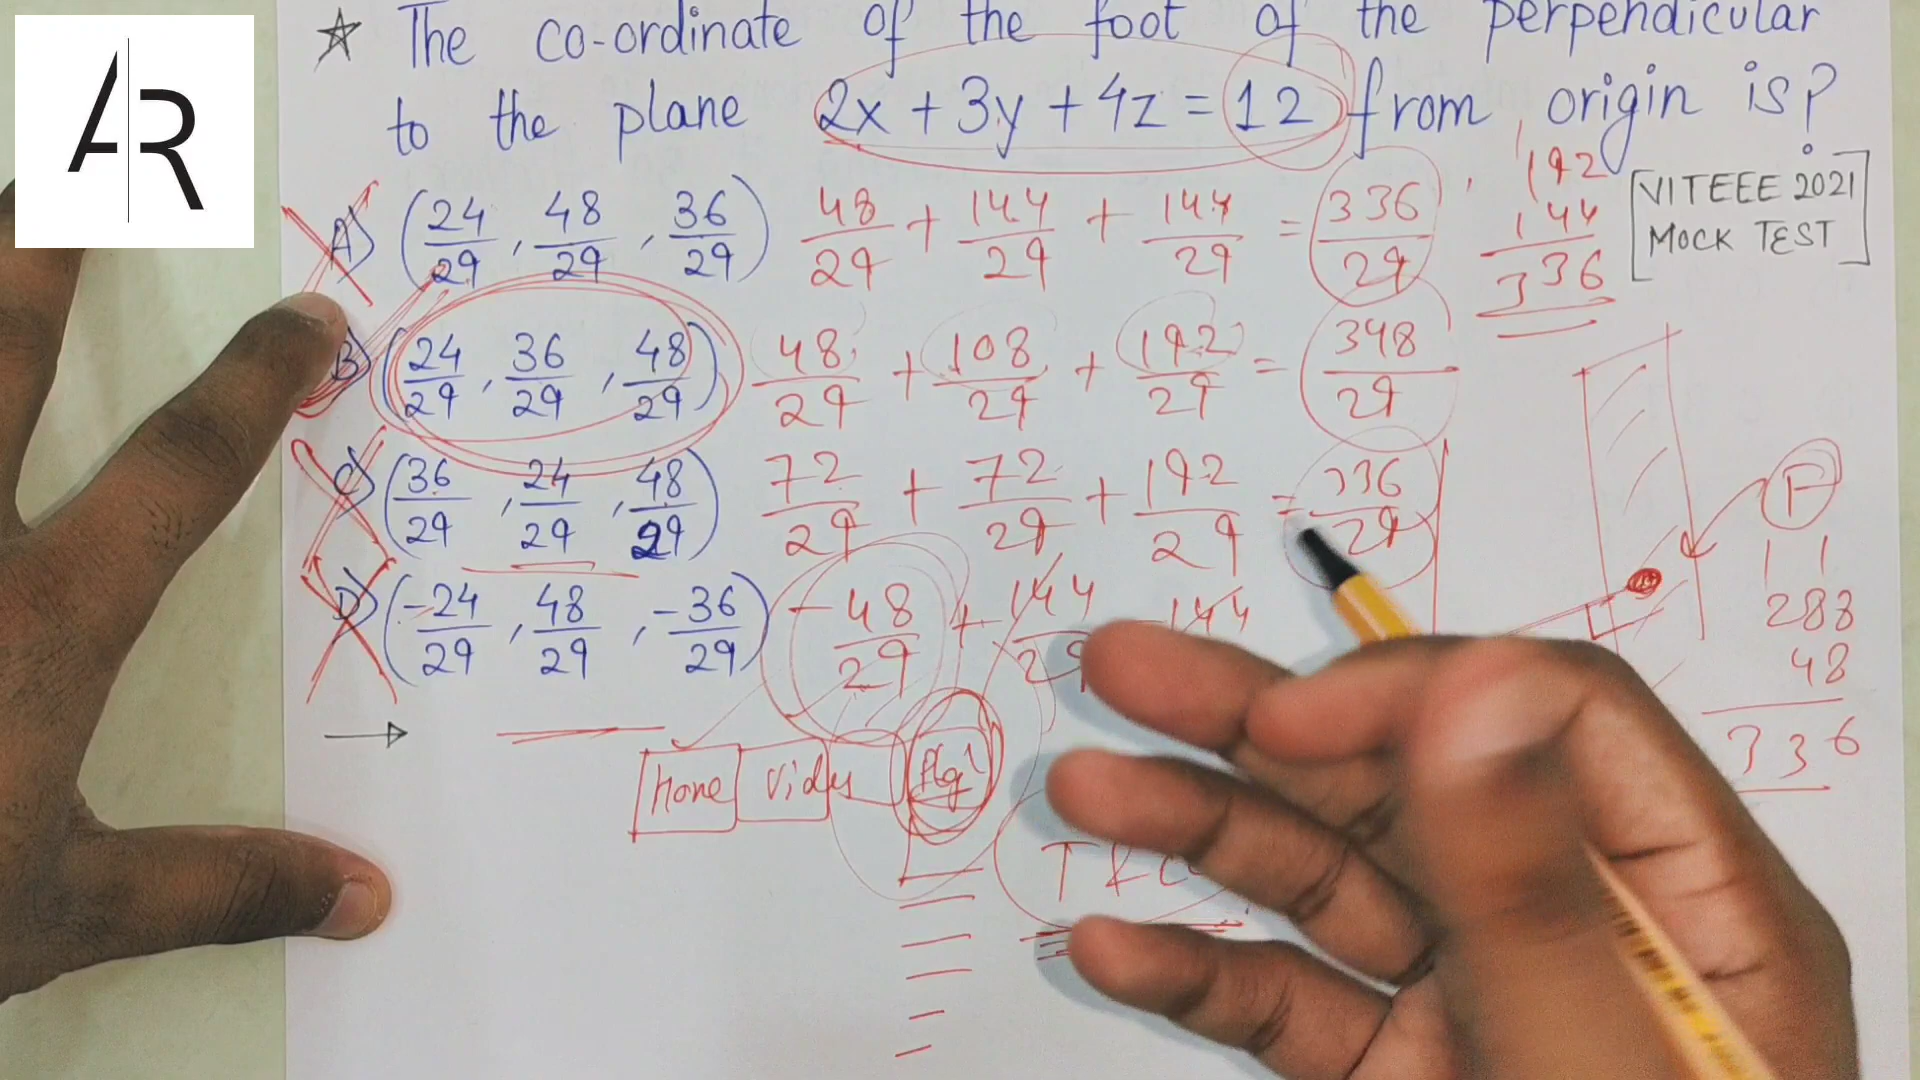 AR
☆ The co-ordinate of the foot of the perpendicular
to the plane 2x + 3y + 4z = 12 from origin is?
[VITEEE 2021
MOCK TEST]
A) (24/29, 48/29, 36/29) 48/29 + 144/29 + 144/29 = 336/29
192
144
336
B) (24/29, 36/29, 48/29) 48/29 + 108/29 + 192/29 = 348/29
C) (36/29, 24/29, 48/29) 72/29 + 72/29 + 192/29 = 336/29
D) (-24/29, 48/29, -36/29) -48/29 + 144/29 - 144
F
1 1
288
48
336
→
Home